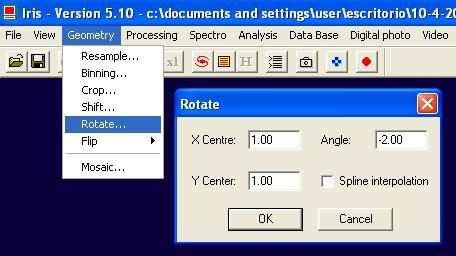 Iris - Version 5.10 - c:\documents and settings\user\escritorio\10-4-20
File View Geometry Processing Spectro Analysis Data Base Digital photo Video
x1 S H
Resample...
Binning...
Crop...
Shift...
Rotate...
Flip
Mosaic...
Rotate
X Centre: 1.00 Angle: -2.00
Y Center: 1.00 Spline interpolation
OK Cancel